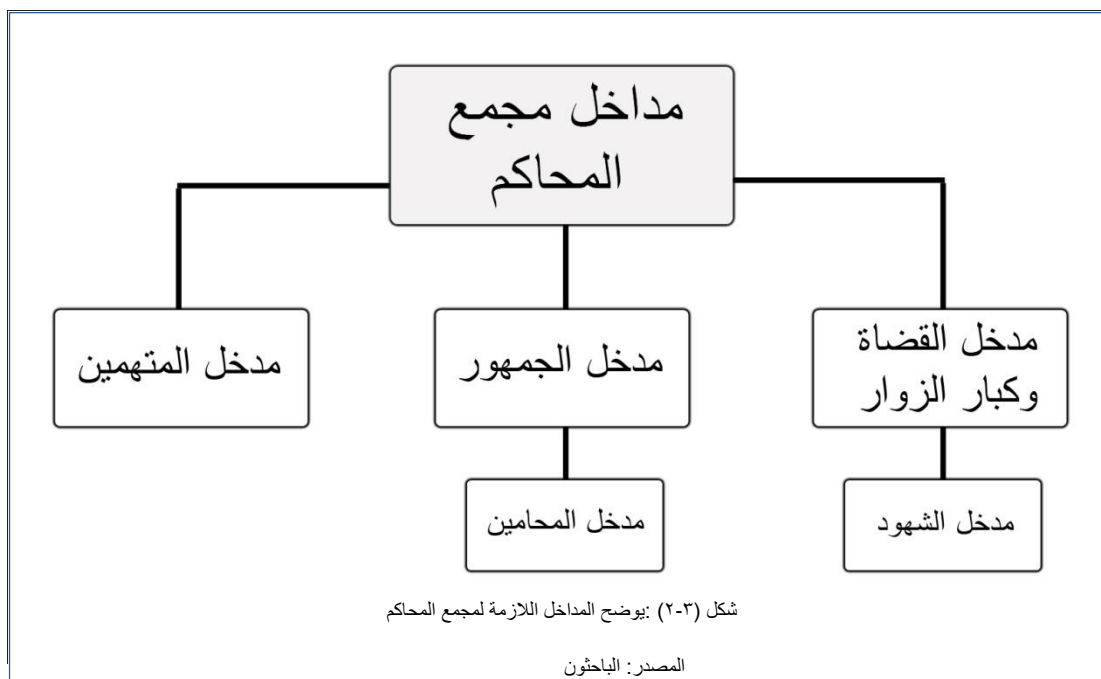 مداخل مجمع
المحاكم
مدخل القضاة
وكبار الزوار
مدخل الجمهور
مدخل المتهمين
مدخل الشهود
مدخل المحامين
شكل (٣-٢) :يوضح المداخل اللازمة لمجمع المحاكم
المصدر: الباحثون